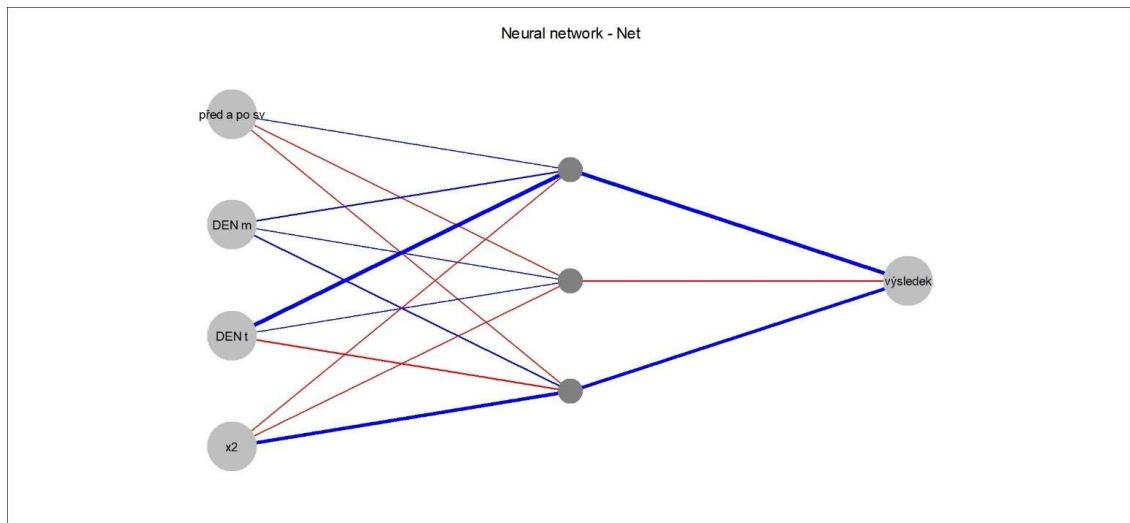 Neural network - Net
před a po sv
DEN m
DEN t
x2
výsledek